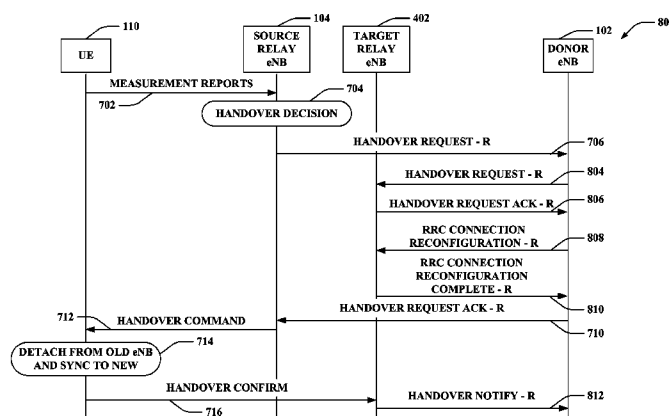 110
UE
104
SOURCE
RELAY
eNB
402
TARGET
RELAY
eNB
102
DONOR
eNB
80
MEASUREMENT REPORTS
702
704
HANDOVER DECISION
HANDOVER REQUEST - R
706
HANDOVER REQUEST - R
804
HANDOVER REQUEST ACK - R
806
RRC CONNECTION
RECONFIGURATION - R
808
RRC CONNECTION
RECONFIGURATION
COMPLETE - R
810
HANDOVER REQUEST ACK - R
710
712
HANDOVER COMMAND
DETACH FROM OLD eNB
AND SYNC TO NEW
714
HANDOVER CONFIRM
716
HANDOVER NOTIFY - R
812